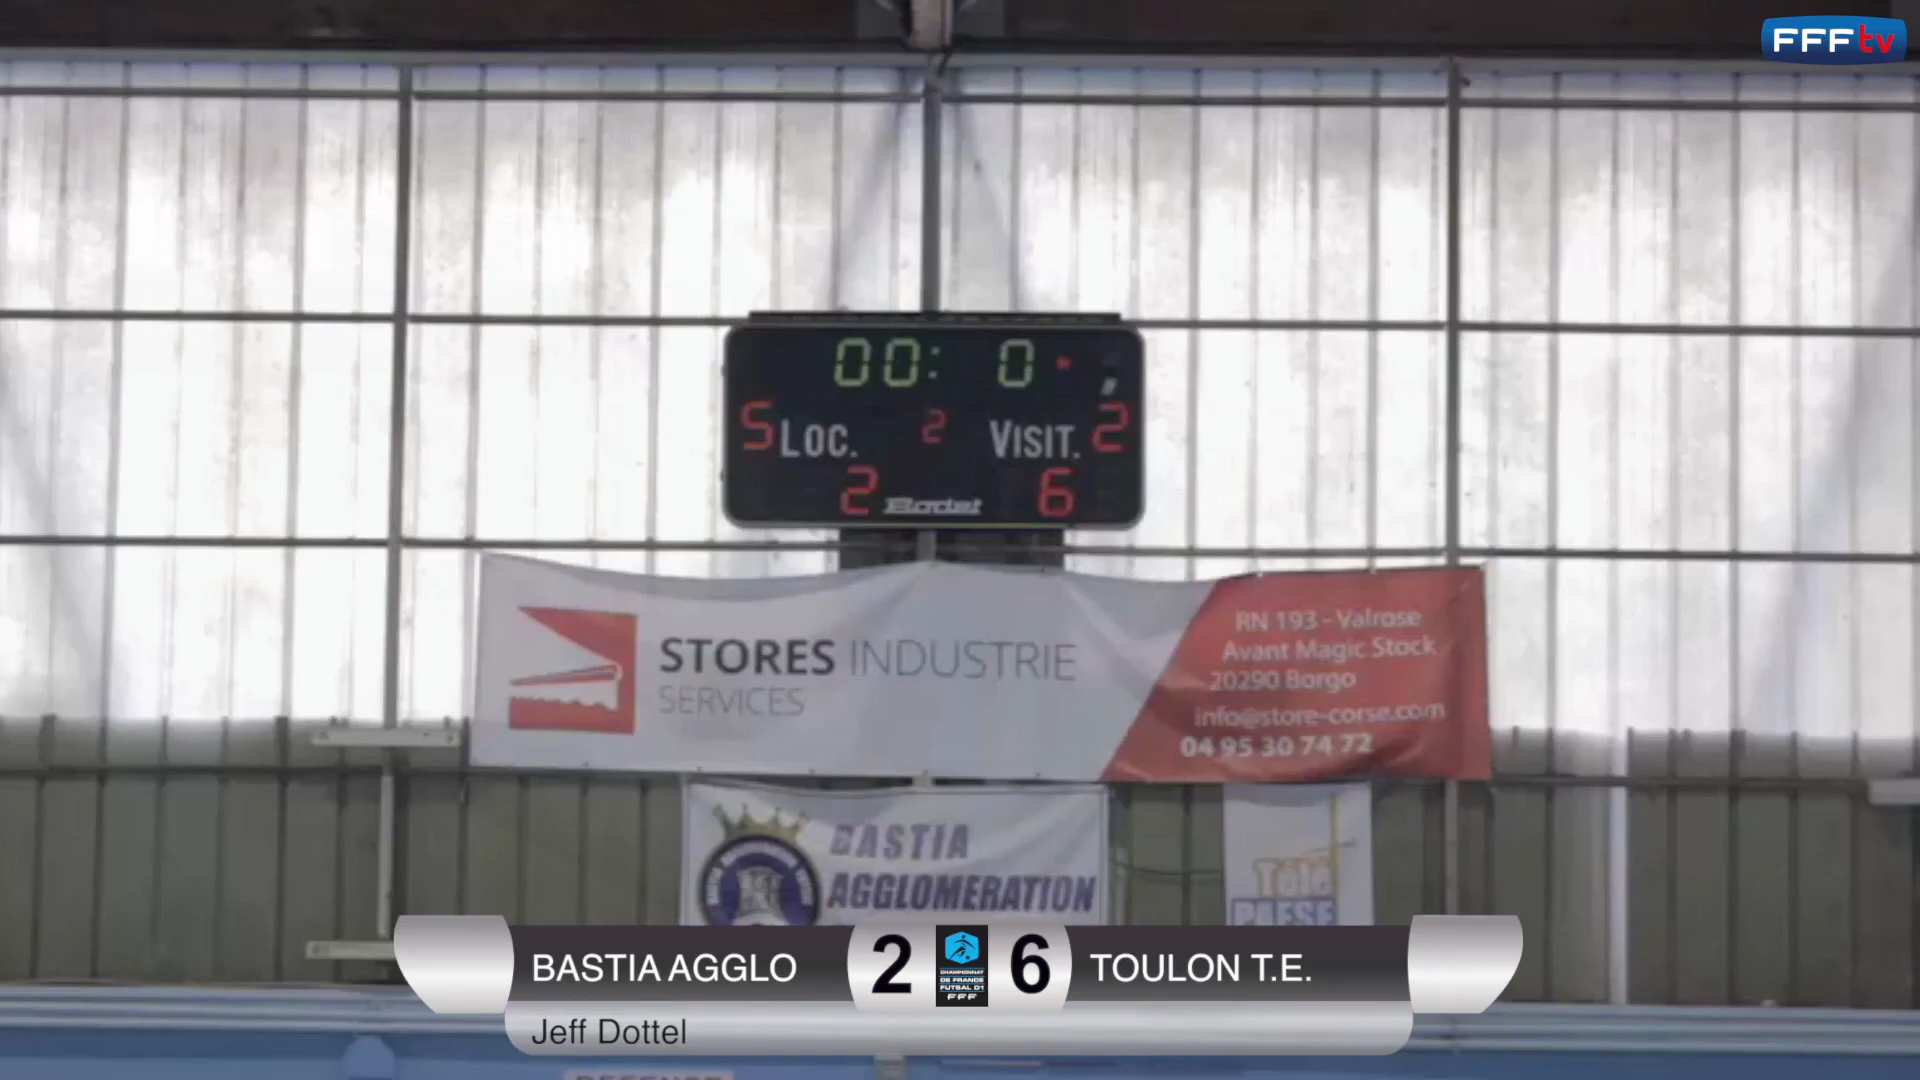 FFFtv
00: 0
5 LOC. 2 VISIT. 2
2 Bodet 6
STORES INDUSTRIE
SERVICES
RN 193 - Valrose
Avant Magic Stock
20290 Borgo
info@store-corse.com
04 95 30 74 72
BASTIA
AGGLOMERATION
Télé
PAESE
BASTIA AGGLO 2 6 TOULON T.E.
CHAMPIONNAT
DE FRANCE
FUTSAL D1
FFF
Jeff Dottel